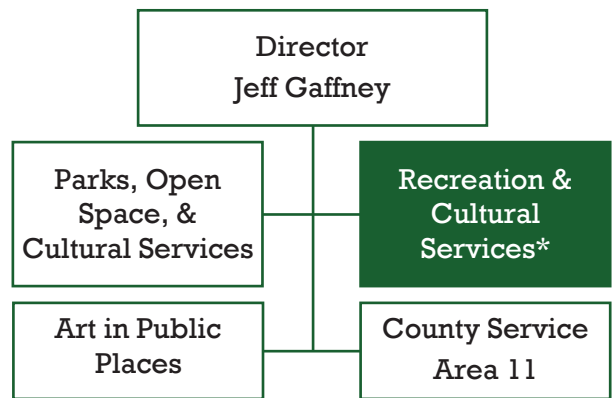 Director
Jeff Gaffney
Parks, Open
Space, &
Cultural Services
Recreation &
Cultural
Services*
Art in Public
Places
County Service
Area 11